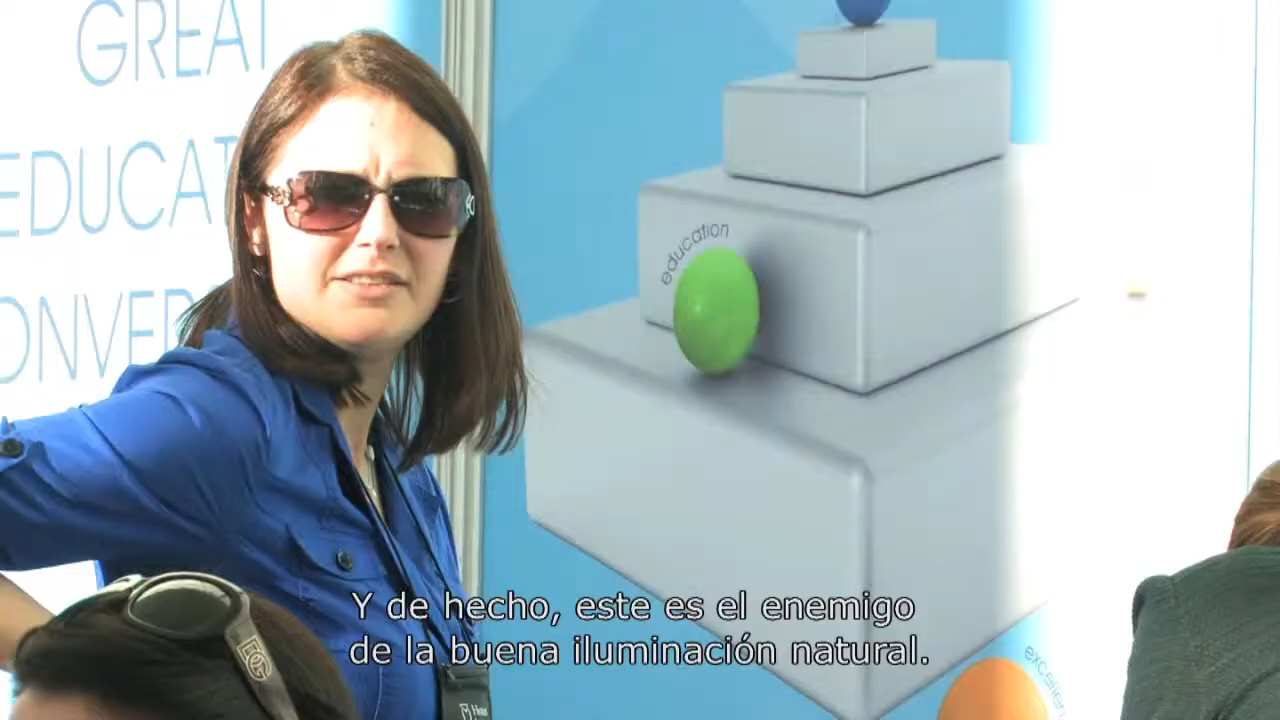 GREAT
EDUCAT
ONVER
education
Y de hecho, este es el enemigo
de la buena iluminación natural.